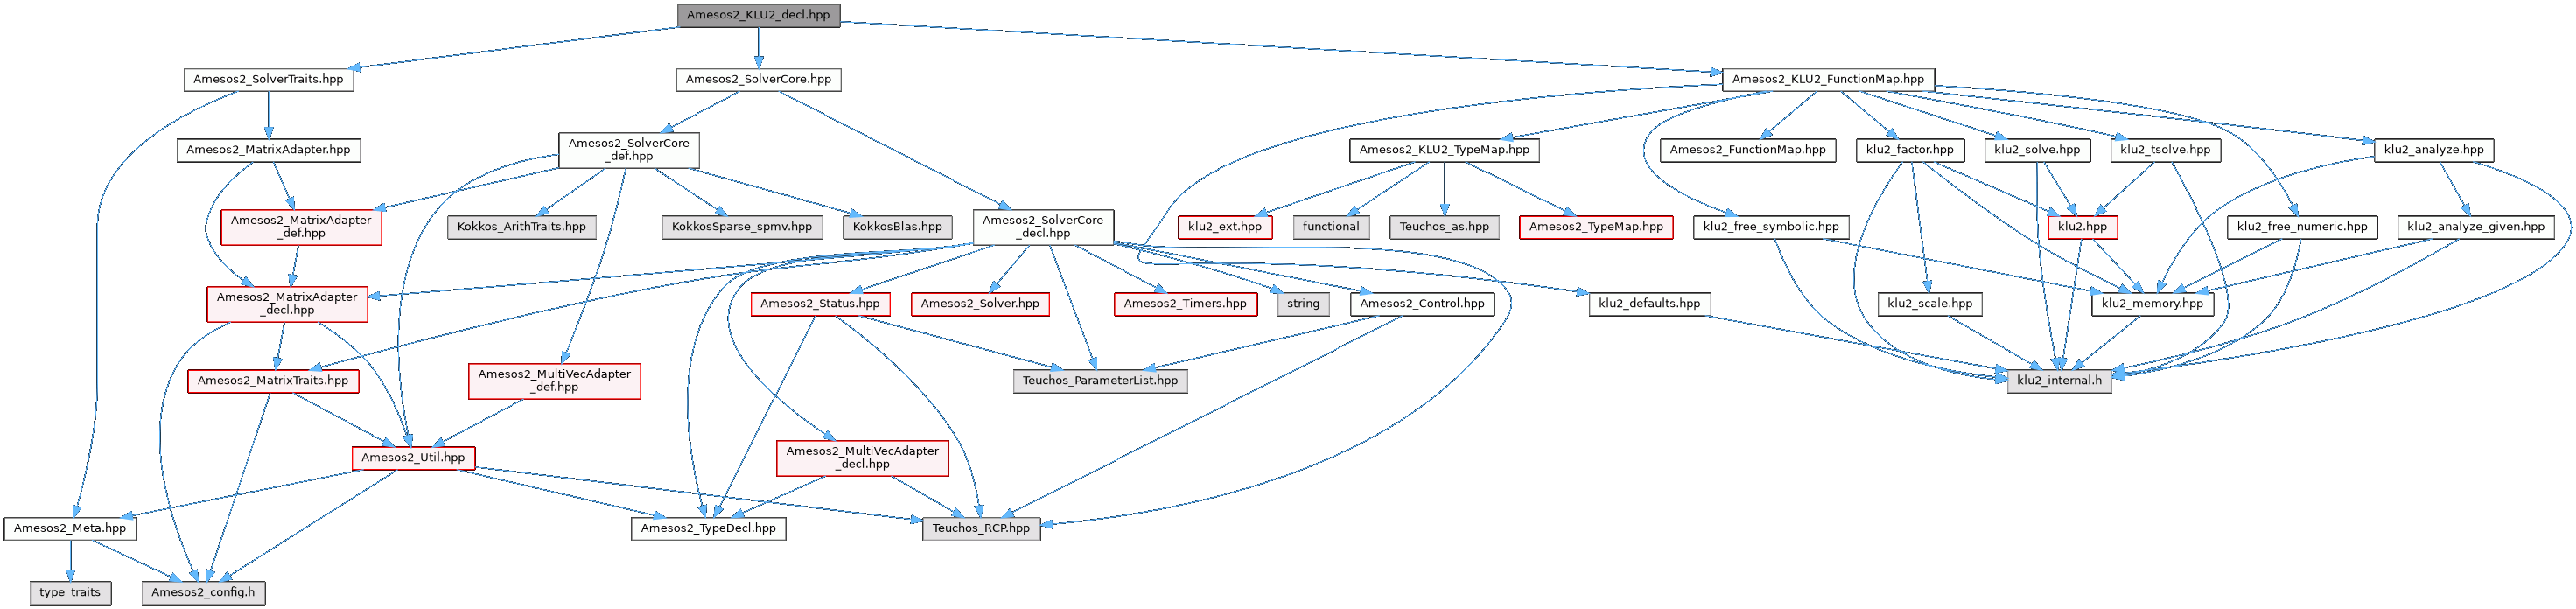 Amesos2_KLU2_decl.hpp
Amesos2_SolverTraits.hpp
Amesos2_SolverCore.hpp
Amesos2_KLU2_FunctionMap.hpp
Amesos2_MatrixAdapter.hpp
Amesos2_SolverCore
_def.hpp
Amesos2_KLU2_TypeMap.hpp
Amesos2_FunctionMap.hpp
klu2_factor.hpp
klu2_solve.hpp
klu2_tsolve.hpp
klu2_analyze.hpp
Amesos2_MatrixAdapter
_def.hpp
Kokkos_ArithTraits.hpp
KokkosSparse_spmv.hpp
KokkosBlas.hpp
Amesos2_SolverCore
_decl.hpp
klu2_ext.hpp
functional
Teuchos_as.hpp
Amesos2_TypeMap.hpp
klu2_free_symbolic.hpp
klu2.hpp
klu2_free_numeric.hpp
klu2_analyze_given.hpp
Amesos2_MatrixAdapter
_decl.hpp
Amesos2_Status.hpp
Amesos2_Solver.hpp
Amesos2_Timers.hpp
string
Amesos2_Control.hpp
klu2_defaults.hpp
klu2_scale.hpp
klu2_memory.hpp
Amesos2_MatrixTraits.hpp
Amesos2_MultiVecAdapter
_def.hpp
Teuchos_ParameterList.hpp
klu2_internal.h
Amesos2_Util.hpp
Amesos2_MultiVecAdapter
_decl.hpp
Amesos2_Meta.hpp
Amesos2_TypeDecl.hpp
Teuchos_RCP.hpp
type_traits
Amesos2_config.h